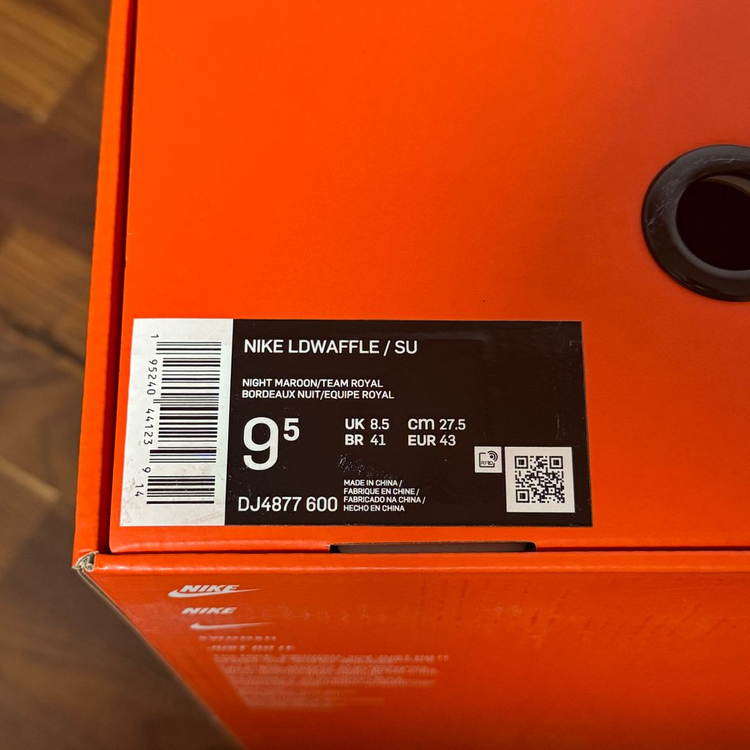 NIKE LDWAFFLE / SU
NIGHT MAROON/TEAM ROYAL
BORDEAUX NUIT/EQUIPE ROYAL
9⁵
UK 8.5 cm 27.5
BR 41 EUR 43
RFID
DJ4877 600
MADE IN CHINA /
FABRIQUE EN CHINE /
FABRICADO NA CHINA /
HECHO EN CHINA
1 95240 44123 9 14
NIKE
NIKE